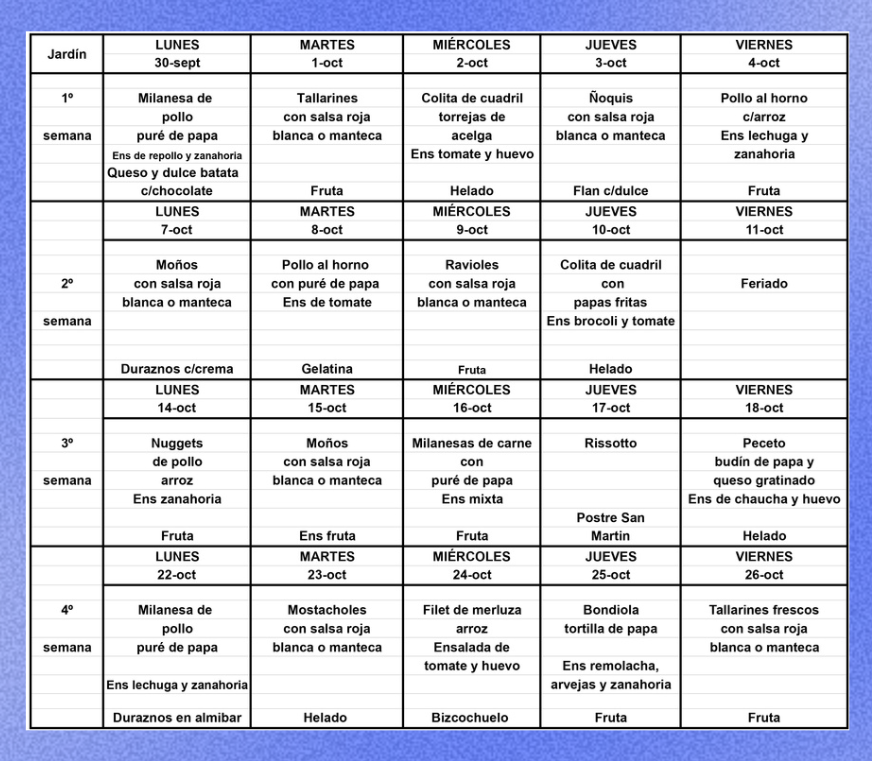 Jardín
LUNES MARTES MIÉRCOLES JUEVES VIERNES
30-sept 1-oct 2-oct 3-oct 4-oct
1º Milanesa de Tallarines Colita de cuadril Ñoquis Pollo al horno
pollo con salsa roja torrejas de con salsa roja c/arroz
semana puré de papa blanca o manteca acelga blanca o manteca Ens lechuga y
Ens de repollo y zanahoria Ens tomate y huevo zanahoria
Queso y dulce batata
c/chocolate Fruta Helado Flan c/dulce Fruta
LUNES MARTES MIÉRCOLES JUEVES VIERNES
7-oct 8-oct 9-oct 10-oct 11-oct
Moños Pollo al horno Ravioles Colita de cuadril
2º con salsa roja con puré de papa con salsa roja con Feriado
blanca o manteca Ens de tomate blanca o manteca papas fritas
semana Ens brocoli y tomate
Duraznos c/crema Gelatina Fruta Helado
LUNES MARTES MIÉRCOLES JUEVES VIERNES
14-oct 15-oct 16-oct 17-oct 18-oct
3º Nuggets Moños Milanesas de carne Rissotto Peceto
de pollo con salsa roja con budín de papa y
semana arroz blanca o manteca puré de papa queso gratinado
Ens zanahoria Ens mixta Ens de chaucha y huevo
Postre San
Fruta Ens fruta Fruta Martin Helado
LUNES MARTES MIÉRCOLES JUEVES VIERNES
22-oct 23-oct 24-oct 25-oct 26-oct
4º Milanesa de Mostacholes Filet de merluza Bondiola Tallarines frescos
pollo con salsa roja arroz tortilla de papa con salsa roja
semana puré de papa blanca o manteca Ensalada de blanca o manteca
tomate y huevo Ens remolacha,
Ens lechuga y zanahoria arvejas y zanahoria
Duraznos en almibar Helado Bizcochuelo Fruta Fruta